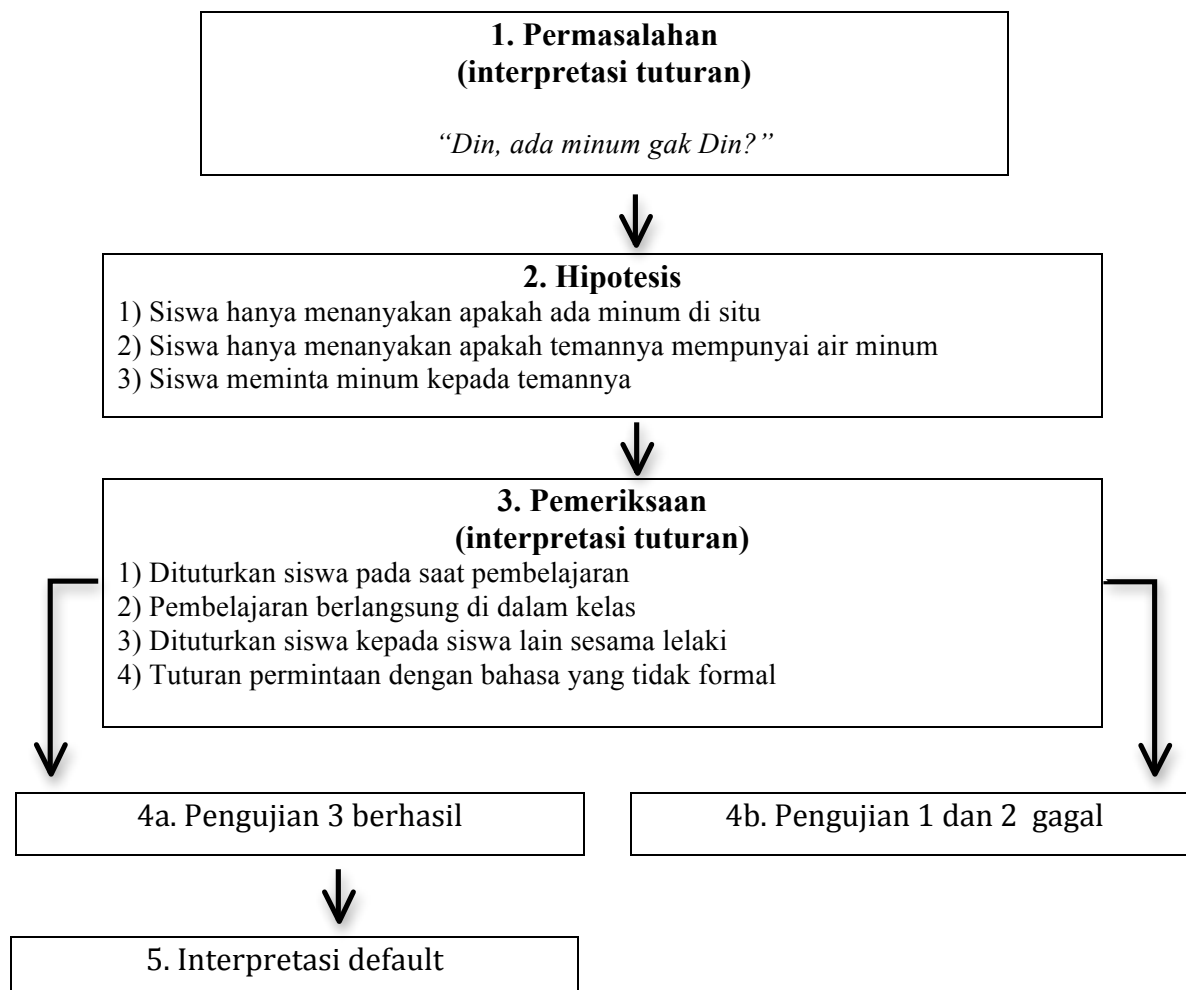 1. Permasalahan
(interpretasi tuturan)
“Din, ada minum gak Din?”
2. Hipotesis
1) Siswa hanya menanyakan apakah ada minum di situ
2) Siswa hanya menanyakan apakah temannya mempunyai air minum
3) Siswa meminta minum kepada temannya
3. Pemeriksaan
(interpretasi tuturan)
1) Dituturkan siswa pada saat pembelajaran
2) Pembelajaran berlangsung di dalam kelas
3) Dituturkan siswa kepada siswa lain sesama lelaki
4) Tuturan permintaan dengan bahasa yang tidak formal
4a. Pengujian 3 berhasil
4b. Pengujian 1 dan 2 gagal
5. Interpretasi default